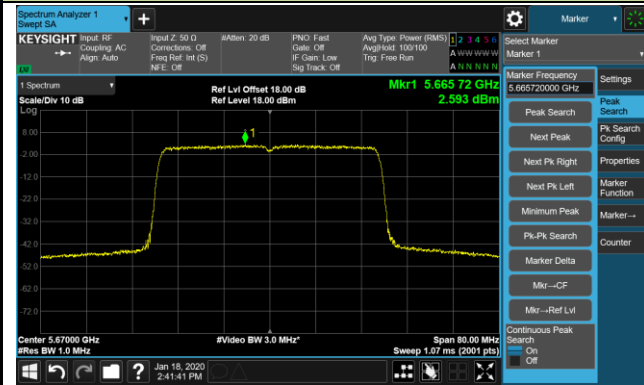 Spectrum Analyzer 1
Swept SA
Marker
KEYSIGHT
Input: RF
Coupling: AC
Align: Auto
Input Z: 50 Ω
Corrections: Off
Freq Ref: Int (S)
NFE: Off
#Atten: 20 dB
PNO: Fast
Gate: Off
IF Gain: Low
Sig Track: Off
Avg Type: Power (RMS)
Avg|Hold: 100/100
Trig: Free Run
1 2 3 4 5 6
A W W W W W
A N N N N N
Select Marker
Marker 1
1 Spectrum
Scale/Div 10 dB
Log
Ref Lvl Offset 18.00 dB
Ref Level 18.00 dBm
Mkr1 5.665 72 GHz
2.593 dBm
Marker Frequency
5.665720000 GHz
Peak Search
Next Peak
Next Pk Right
Next Pk Left
Minimum Peak
Pk-Pk Search
Marker Delta
Mkr→CF
Mkr→Ref Lvl
Continuous Peak
Search
On
Off
Settings
Peak
Search
Pk Search
Config
Properties
Marker
Function
Marker→
Counter
8.00
-2.00
-12.0
-22.0
-32.0
-42.0
-52.0
-62.0
-72.0
1
Center 5.67000 GHz
#Res BW 1.0 MHz
#Video BW 3.0 MHz*
Span 80.00 MHz
Sweep 1.07 ms (2001 pts)
Jan 18, 2020
2:41:41 PM